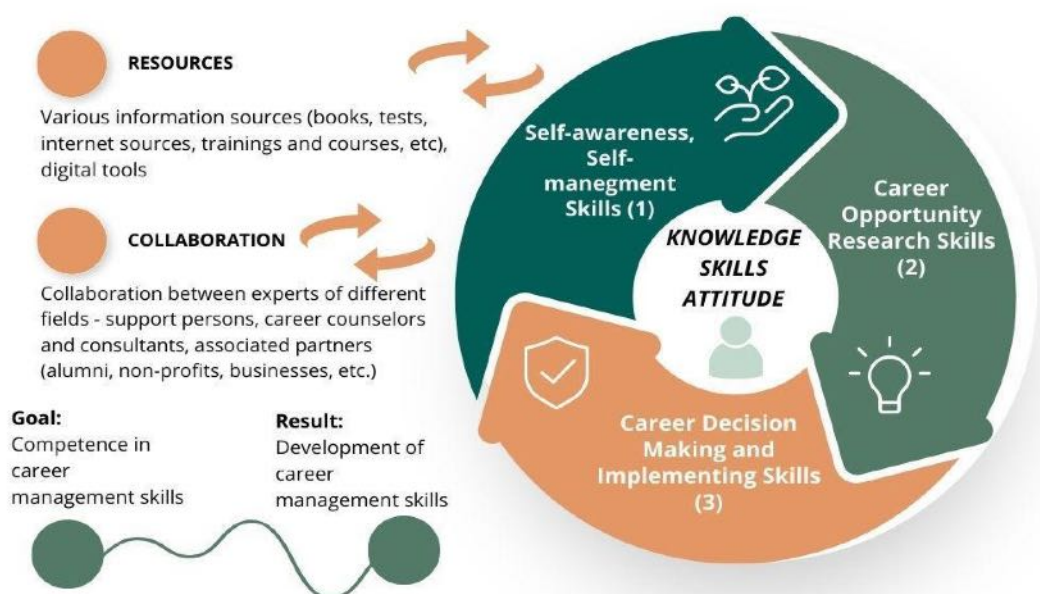 RESOURCES
Various information sources (books, tests,
internet sources, trainings and courses, etc),
digital tools
COLLABORATION
Collaboration between experts of different
fields - support persons, career counselors
and consultants, associated partners
(alumni, non-profits, businesses, etc.)
Goal:
Competence in
career
management skills
Result:
Development of
career
management skills
Self-awareness,
Self-
manegment
Skills (1)
Career
Opportunity
Research Skills
(2)
Career Decision
Making and
Implementing Skills
(3)
KNOWLEDGE
SKILLS
ATTITUDE